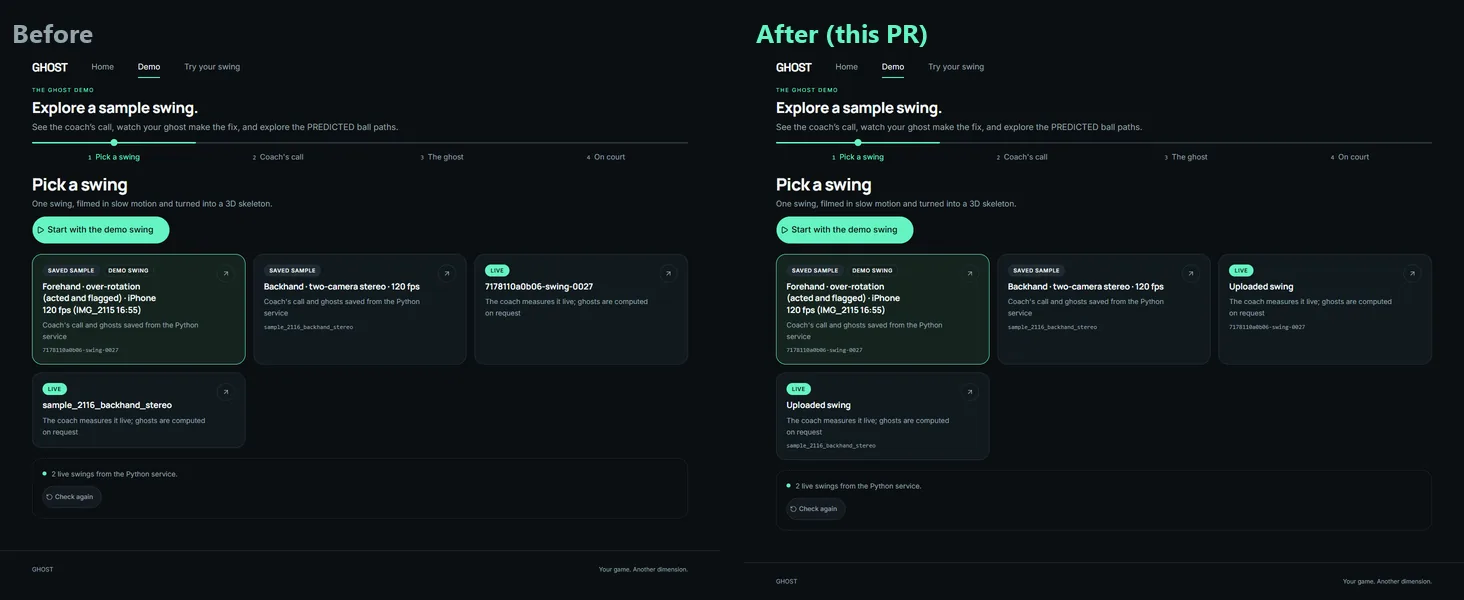 Before
GHOST Home Demo Try your swing
THE GHOST DEMO
Explore a sample swing.
See the coach's call, watch your ghost make the fix, and explore the PREDICTED ball paths.
1 Pick a swing 2 Coach's call 3 The ghost 4 On court
Pick a swing
One swing, filmed in slow motion and turned into a 3D skeleton.
Start with the demo swing
SAVED SAMPLE DEMO SWING
Forehand · over-rotation
(acted and flagged) · iPhone
120 fps (IMG_2115 16:55)
Coach's call and ghosts saved from the Python
service
7178110a0b06-swing-0027
SAVED SAMPLE
Backhand · two-camera stereo · 120 fps
Coach's call and ghosts saved from the Python
service
sample_2116_backhand_stereo
LIVE
7178110a0b06-swing-0027
The coach measures it live; ghosts are computed
on request
LIVE
sample_2116_backhand_stereo
The coach measures it live; ghosts are computed
on request
2 live swings from the Python service.
Check again
GHOST
Your game. Another dimension.
After (this PR)
GHOST Home Demo Try your swing
THE GHOST DEMO
Explore a sample swing.
See the coach's call, watch your ghost make the fix, and explore the PREDICTED ball paths.
1 Pick a swing 2 Coach's call 3 The ghost 4 On court
Pick a swing
One swing, filmed in slow motion and turned into a 3D skeleton.
Start with the demo swing
SAVED SAMPLE DEMO SWING
Forehand · over-rotation
(acted and flagged) · iPhone
120 fps (IMG_2115 16:55)
Coach's call and ghosts saved from the Python
service
7178110a0b06-swing-0027
SAVED SAMPLE
Backhand · two-camera stereo · 120 fps
Coach's call and ghosts saved from the Python
service
sample_2116_backhand_stereo
LIVE
Uploaded swing
The coach measures it live; ghosts are computed
on request
7178110a0b06-swing-0027
LIVE
Uploaded swing
The coach measures it live; ghosts are computed
on request
sample_2116_backhand_stereo
2 live swings from the Python service.
Check again
GHOST
Your game. Another dimension.